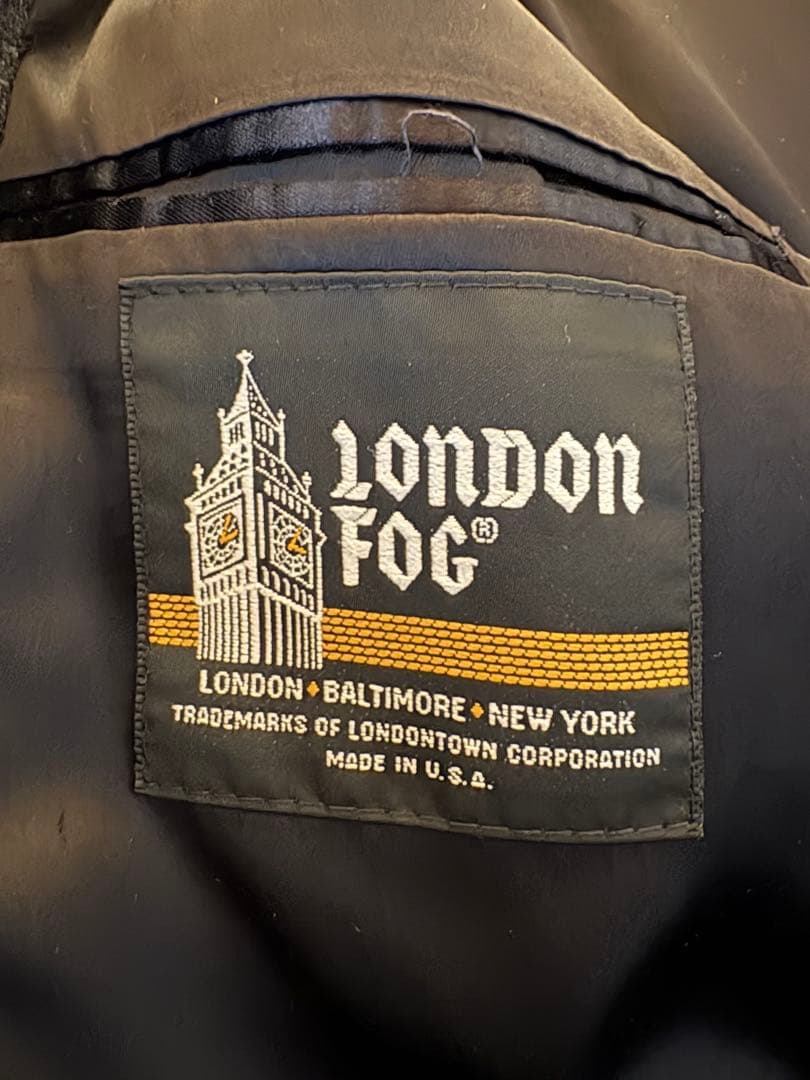 LONDON
FOG®
LONDON♦BALTIMORE♦NEW YORK
TRADEMARKS OF LONDONTOWN CORPORATION
MADE IN U.S.A.